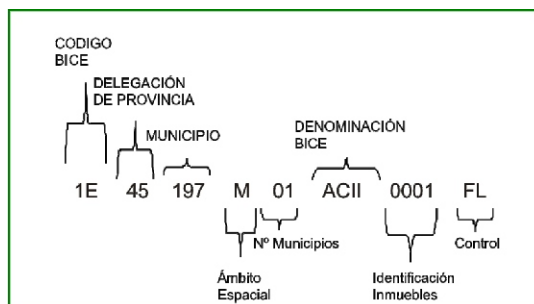 CODIGO
BICE
DELEGACIÓN
DE PROVINCIA
MUNICIPIO
DENOMINACIÓN
BICE
1E 45 197 M 01 ACII 0001 FL
Nº Municipios
Control
Ámbito
Espacial
Identificación
Inmuebles